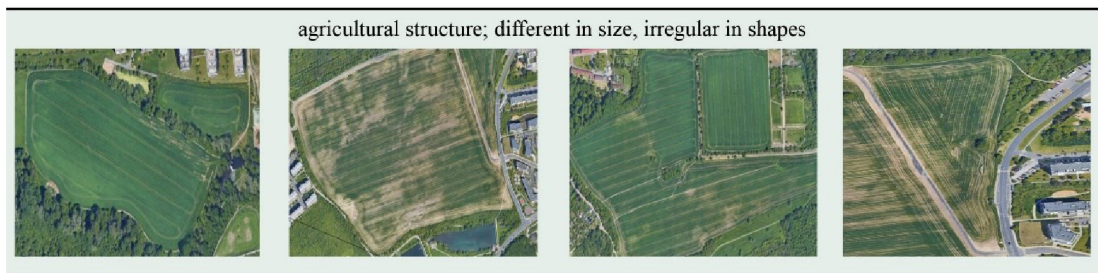 agricultural structure; different in size, irregular in shapes